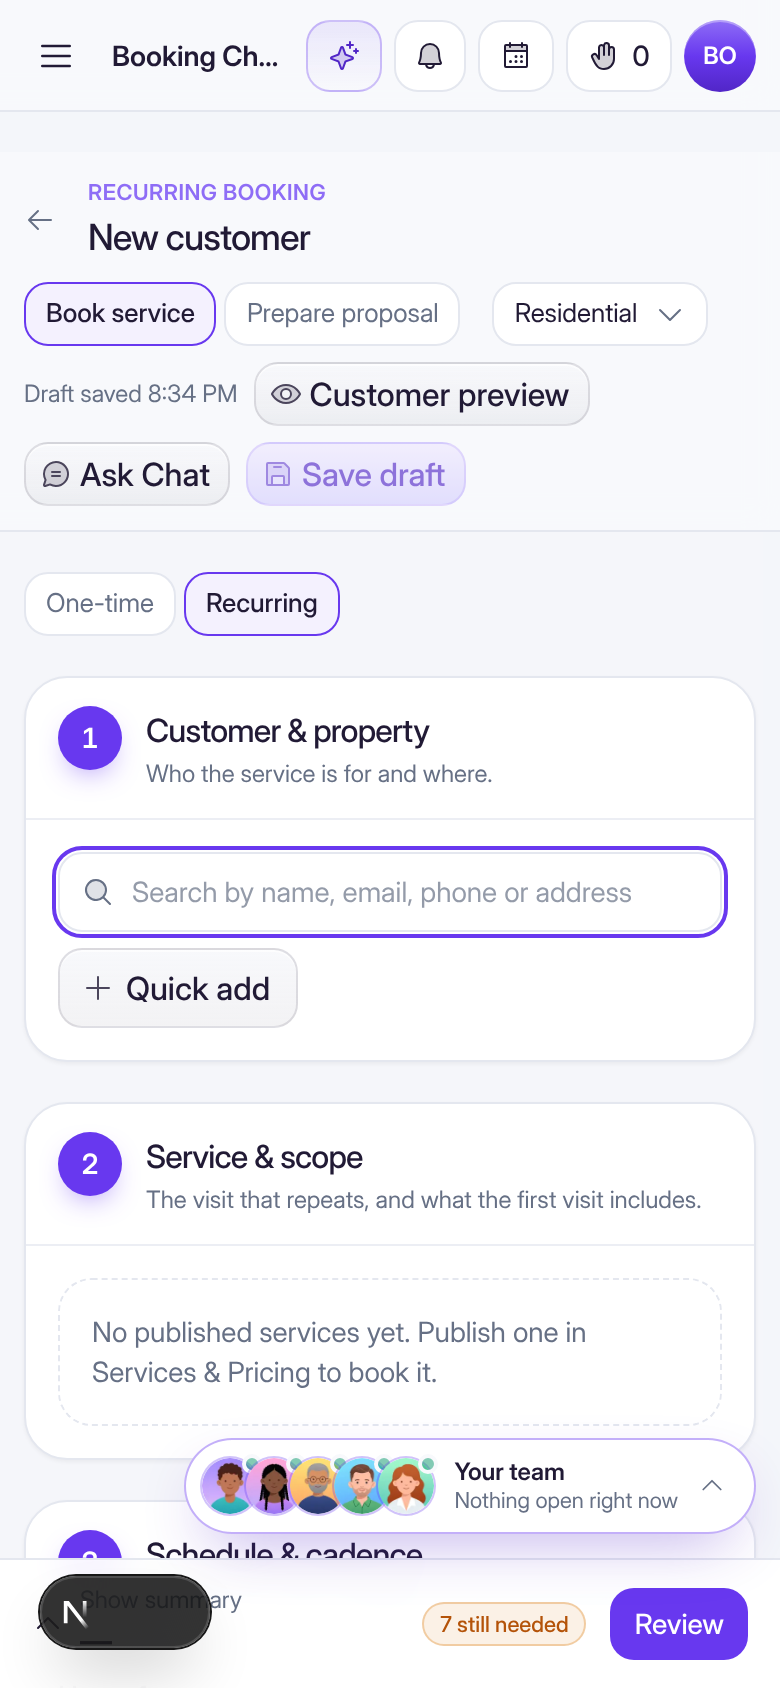 Booking Ch...
0
BO
RECURRING BOOKING
New customer
Book service
Prepare proposal
Residential
Draft saved 8:34 PM
Customer preview
Ask Chat
Save draft
One-time
Recurring
1
Customer & property
Who the service is for and where.
Search by name, email, phone or address
Quick add
2
Service & scope
The visit that repeats, and what the first visit includes.
No published services yet. Publish one in
Services & Pricing to book it.
Your team
Nothing open right now
3
Schedule & cadence
Show summary
N
7 still needed
Review